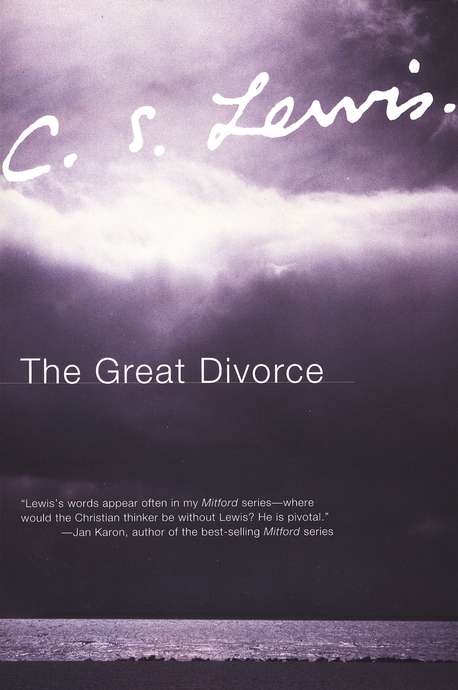 C. S. Lewis.
The Great Divorce
“Lewis’s words appear often in my Mitford series—where
would the Christian thinker be without Lewis? He is pivotal.”
—Jan Karon, author of the best-selling Mitford series